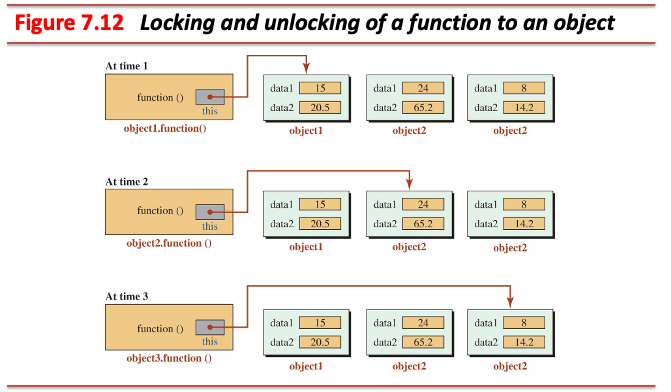 Figure 7.12 Locking and unlocking of a function to an object
At time 1
function ()
this
object1.function()
data1 15
data2 20.5
object1
data1 24
data2 65.2
object2
data1 8
data2 14.2
object2
At time 2
function ()
this
object2.function ()
data1 15
data2 20.5
object1
data1 24
data2 65.2
object2
data1 8
data2 14.2
object2
At time 3
function ()
this
object3.function ()
data1 15
data2 20.5
object1
data1 24
data2 65.2
object2
data1 8
data2 14.2
object2